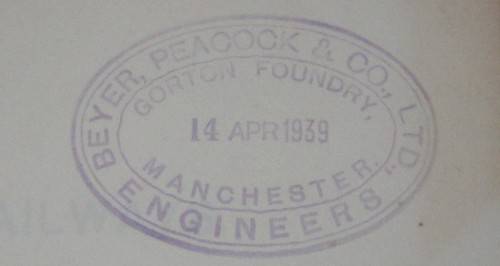 BEYER, PEACOCK & CO., LTD.
GORTON FOUNDRY,
14 APR 1939
MANCHESTER.
ENGINEERS